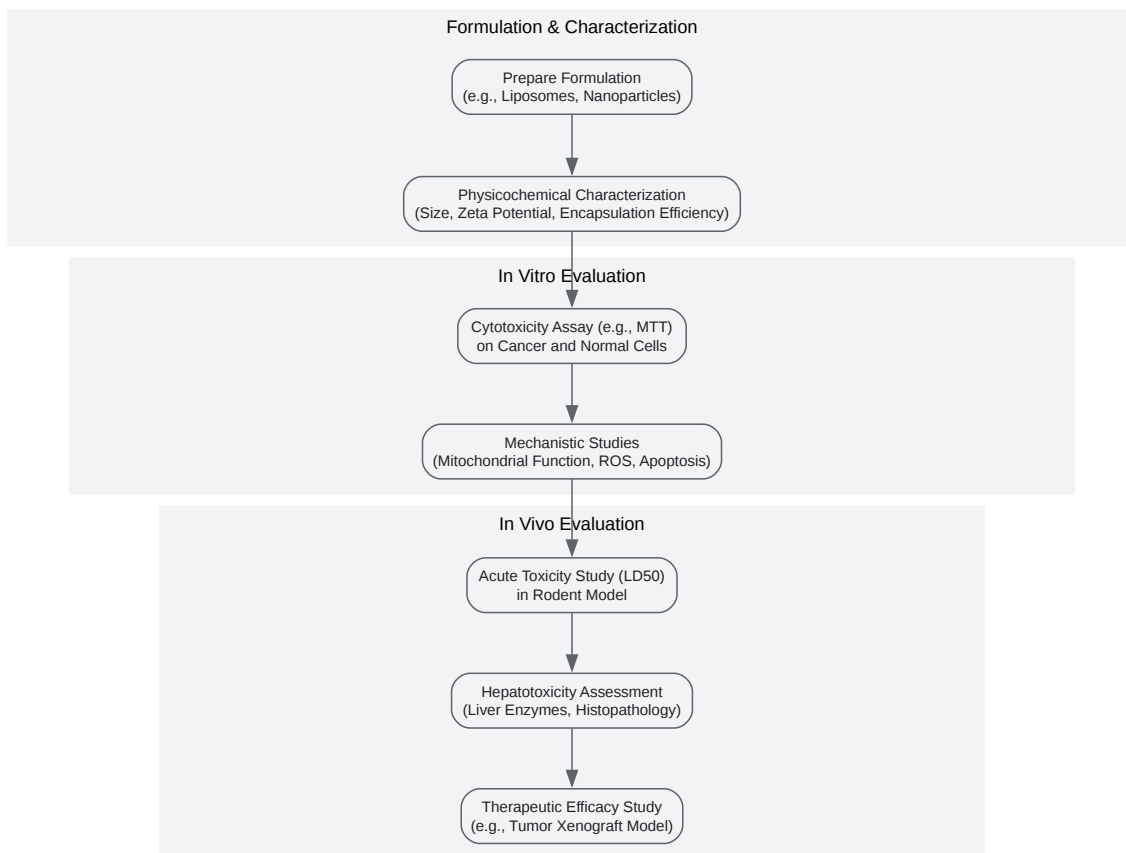 Formulation & Characterization
Prepare Formulation
(e.g., Liposomes, Nanoparticles)
Physicochemical Characterization
(Size, Zeta Potential, Encapsulation Efficiency)
In Vitro Evaluation
Cytotoxicity Assay (e.g., MTT)
on Cancer and Normal Cells
Mechanistic Studies
(Mitochondrial Function, ROS, Apoptosis)
In Vivo Evaluation
Acute Toxicity Study (LD50)
in Rodent Model
Hepatotoxicity Assessment
(Liver Enzymes, Histopathology)
Therapeutic Efficacy Study
(e.g., Tumor Xenograft Model)